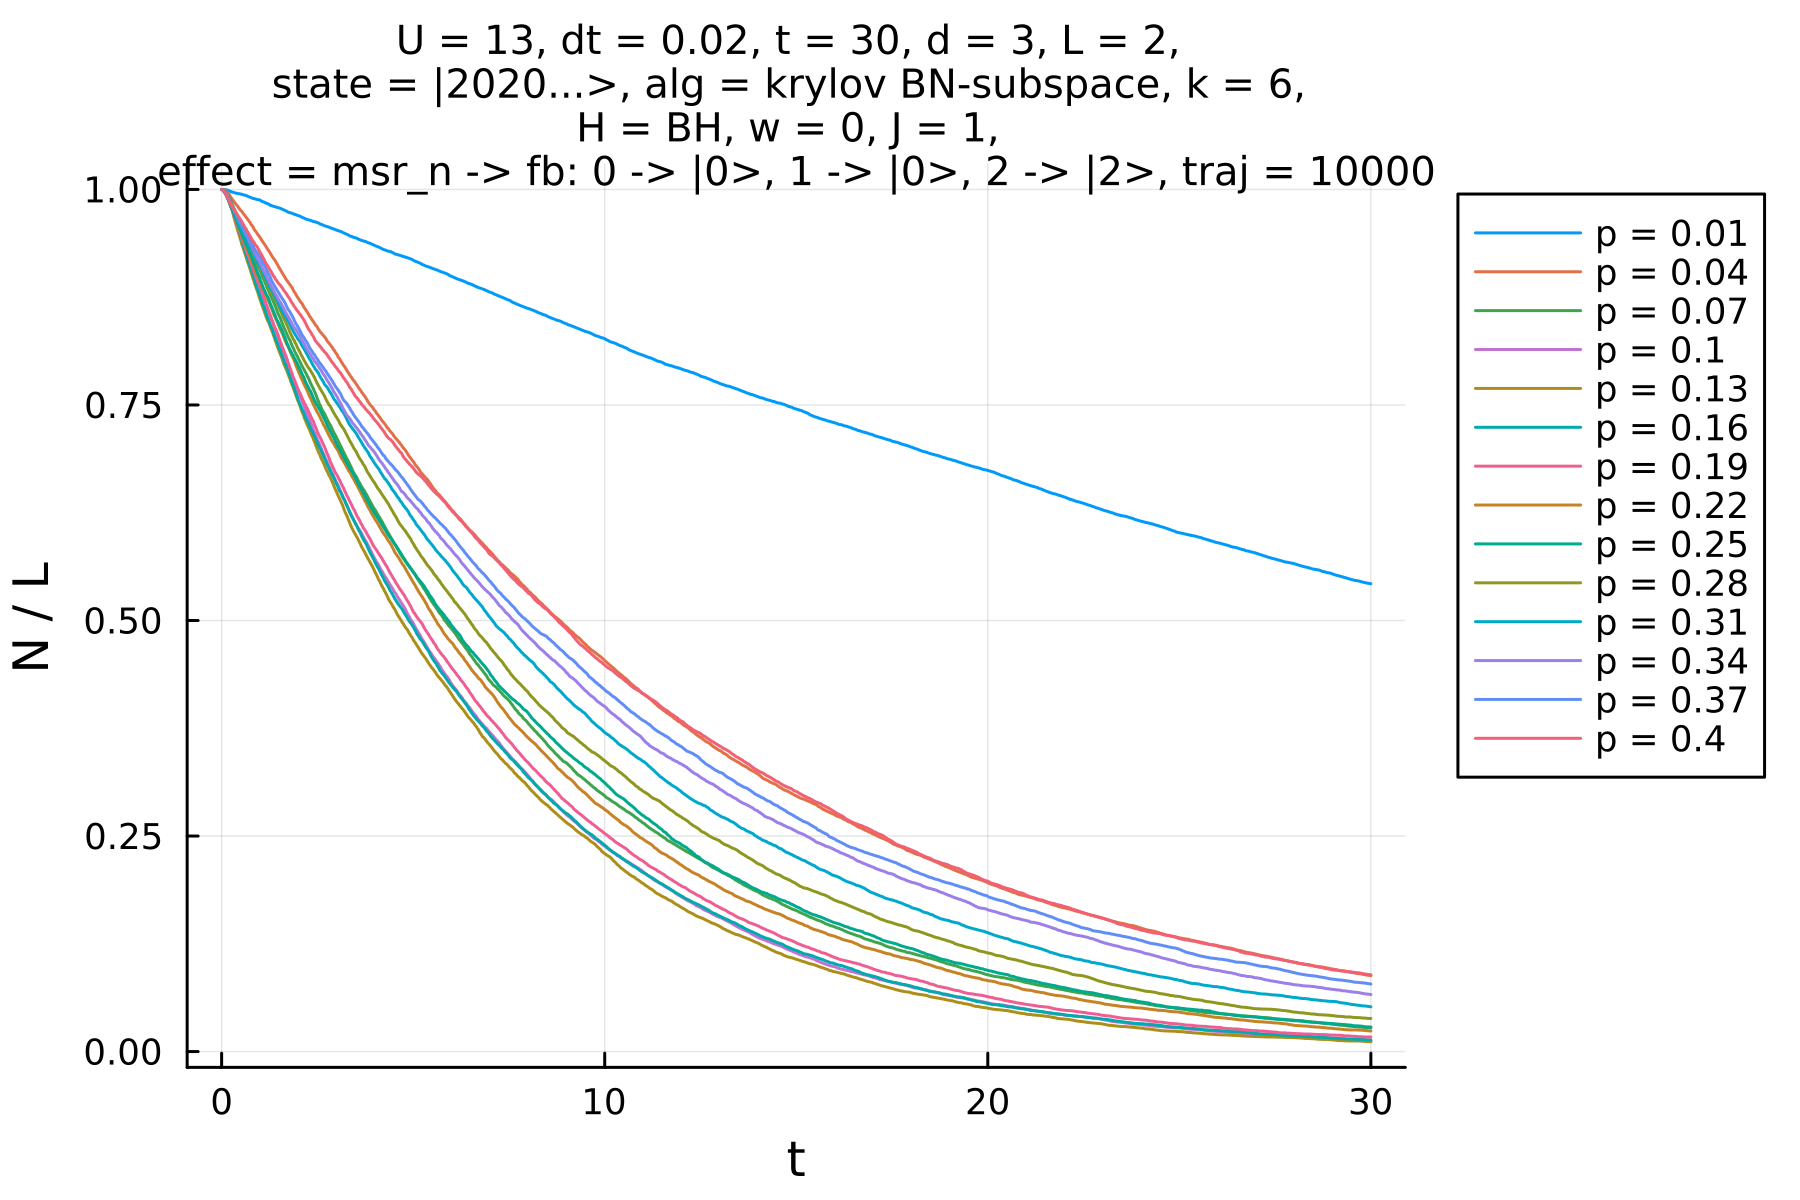 U = 13, dt = 0.02, t = 30, d = 3, L = 2,
state = |2020...>, alg = krylov BN-subspace, k = 6,
H = BH, w = 0, J = 1,
effect = msr_n -> fb: 0 -> |0>, 1 -> |0>, 2 -> |2>, traj = 10000
1.00
0.75
0.50
0.25
0.00
N / L
0
10
20
30
t
p = 0.01
p = 0.04
p = 0.07
p = 0.1
p = 0.13
p = 0.16
p = 0.19
p = 0.22
p = 0.25
p = 0.28
p = 0.31
p = 0.34
p = 0.37
p = 0.4